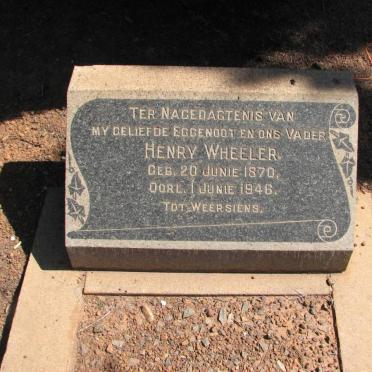 TER NAGEDAGTENIS VAN
MY GELIEFDE EGGENOOT EN ONS VADER
HENRY WHEELER
GEB. 20 JUNIE 1870,
OORL. 1 JUNIE 1946.
TOT WEERSIENS.